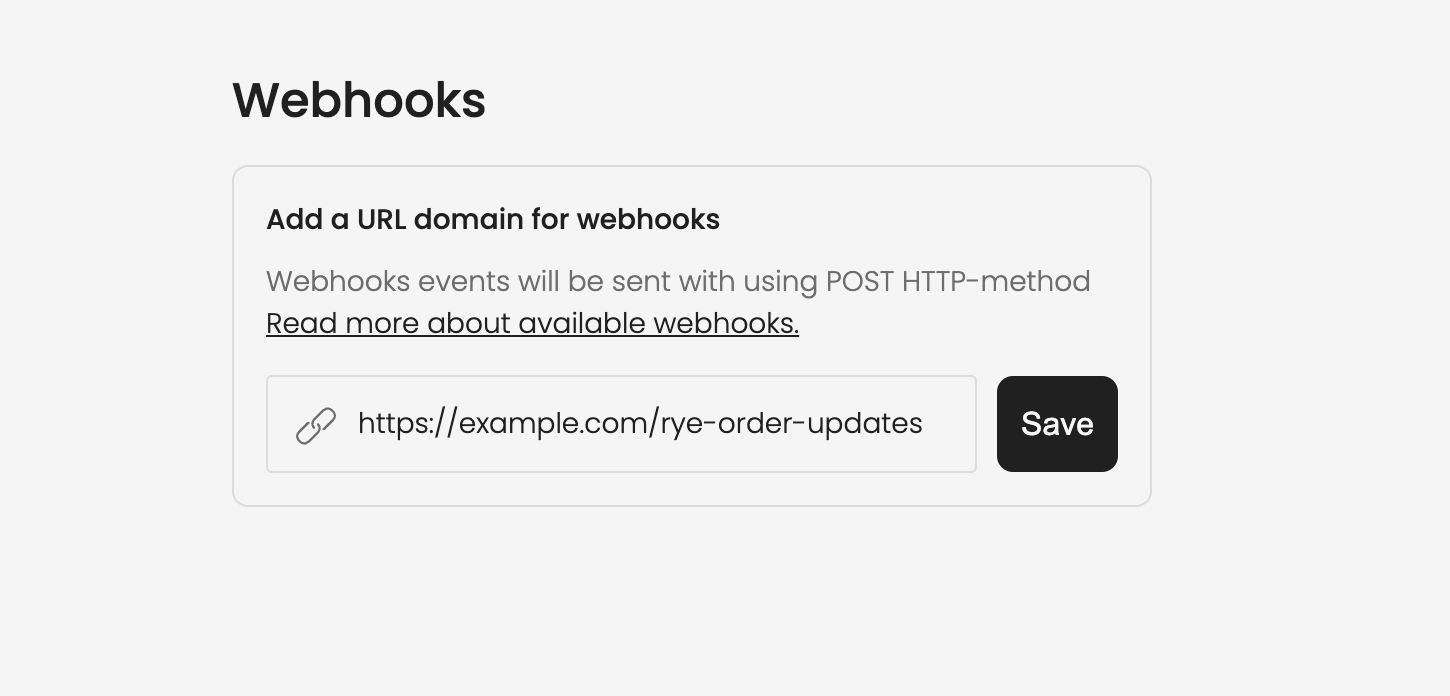 Webhooks
Add a URL domain for webhooks
Webhooks events will be sent with using POST HTTP-method
Read more about available webhooks.
https://example.com/rye-order-updates
Save